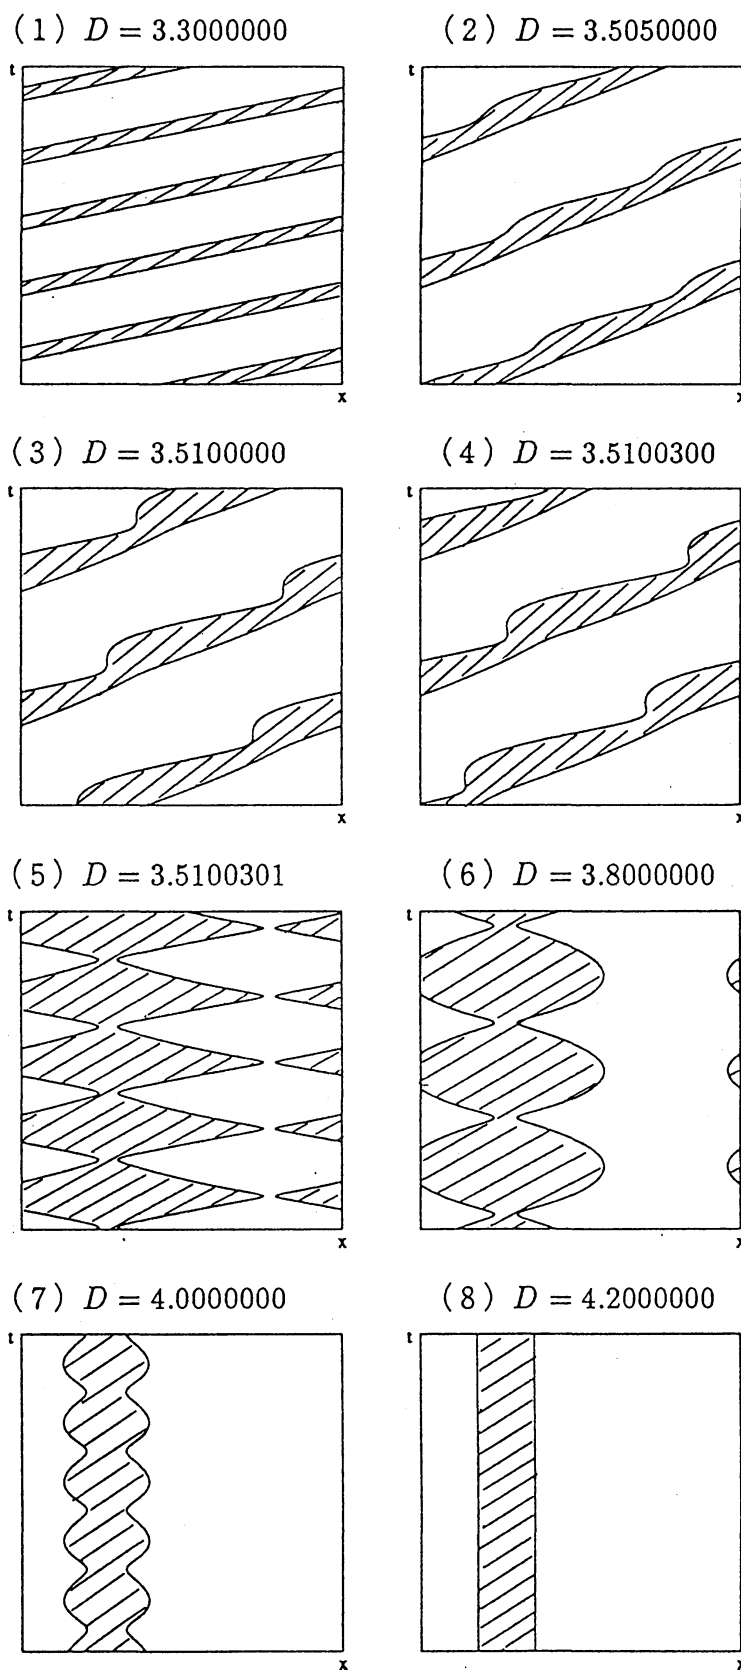 (1) D = 3.3000000 (2) D = 3.5050000
t t
x x
(3) D = 3.5100000 (4) D = 3.5100300
t t
x x
(5) D = 3.5100301 (6) D = 3.8000000
t t
x x
(7) D = 4.0000000 (8) D = 4.2000000
t t
x x